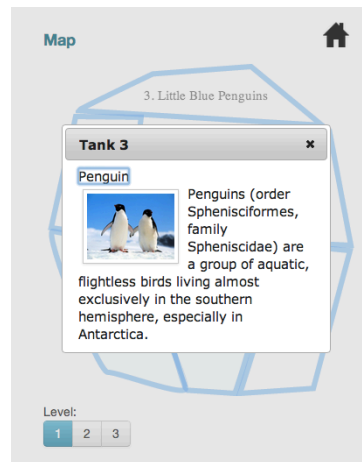 Map
3. Little Blue Penguins
Tank 3 ×
Penguin
Penguins (order
Sphenisciformes,
family
Spheniscidae) are
a group of aquatic,
flightless birds living almost
exclusively in the southern
hemisphere, especially in
Antarctica.
Level:
1 2 3